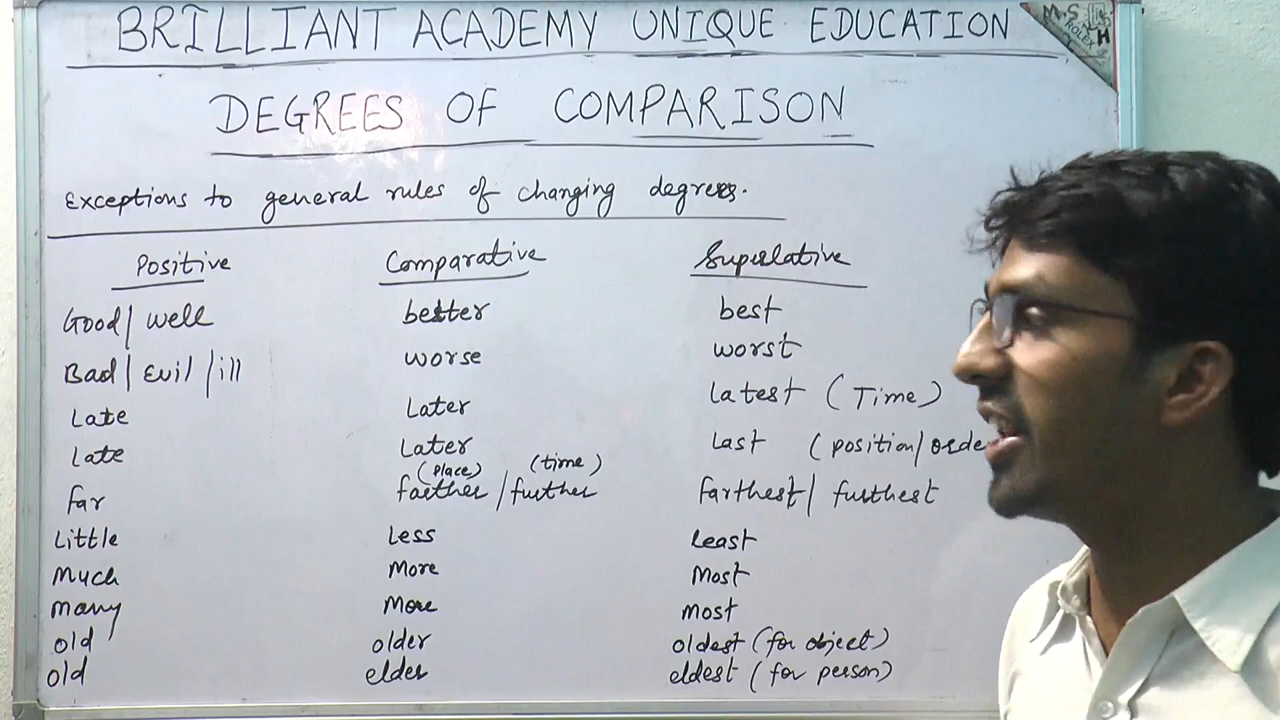 BRILLIANT ACADEMY UNIQUE EDUCATION
DEGREES OF COMPARISON
Exceptions to general rules of changing degrees.
Positive Comparative Superlative
Good/ well better best
Bad/ Evil /ill worse worst
Late Later Latest (Time)
Late Later Last (position/orde
(place) (time)
far farther /further farthest/ furthest
Little Less Least
Much More Most
many More most
old older oldest (for object)
old elder eldest (for person)